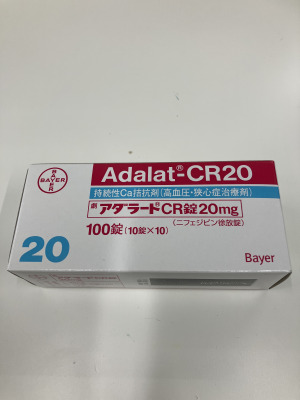 BAYER
BAYER
Adalat®-CR20
持続性Ca拮抗剤(高血圧・狭心症治療剤)
劇 アダラート®CR錠20mg
100錠(10錠×10)
(ニフェジピン徐放錠)
20
Bayer